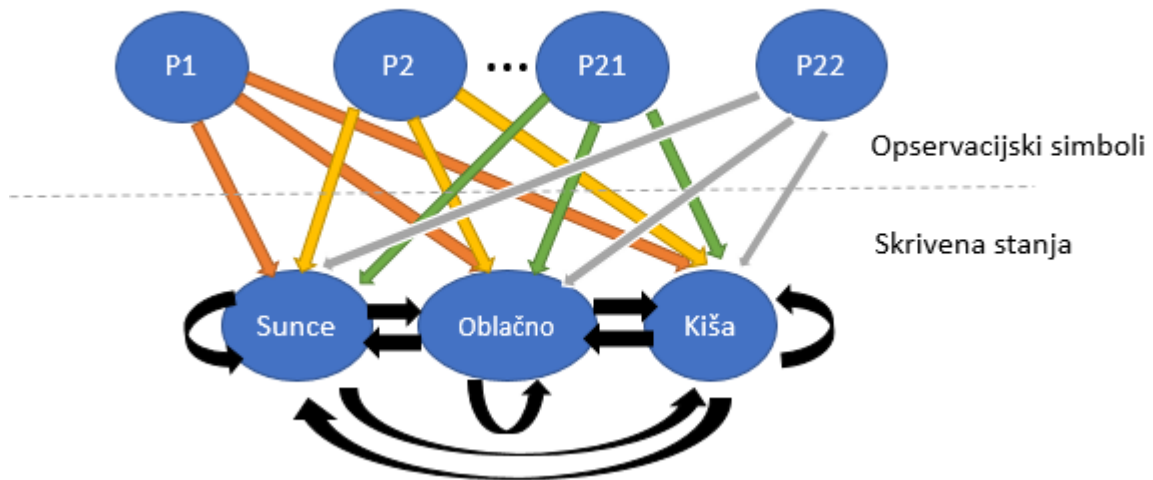 P1
P2
...
P21
P22
Opservacijski simboli
Skrivena stanja
Sunce
Oblačno
Kiša